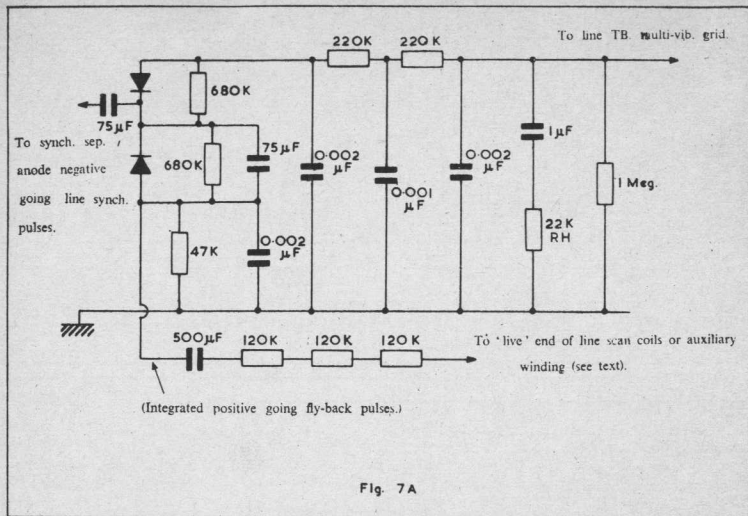 220K
220K
To line TB. multi-vib. grid.
680K
75μF
To synch. sep.
anode negative
going line synch.
pulses.
680K
75μF
0·002
μF
0·001
μF
0·002
μF
1μF
22K
RH
1 Meg.
47K
0·002
μF
500μF
120K
120K
120K
To 'live' end of line scan coils or auxiliary
winding (see text).
(Integrated positive going fly-back pulses.)
Fig. 7A